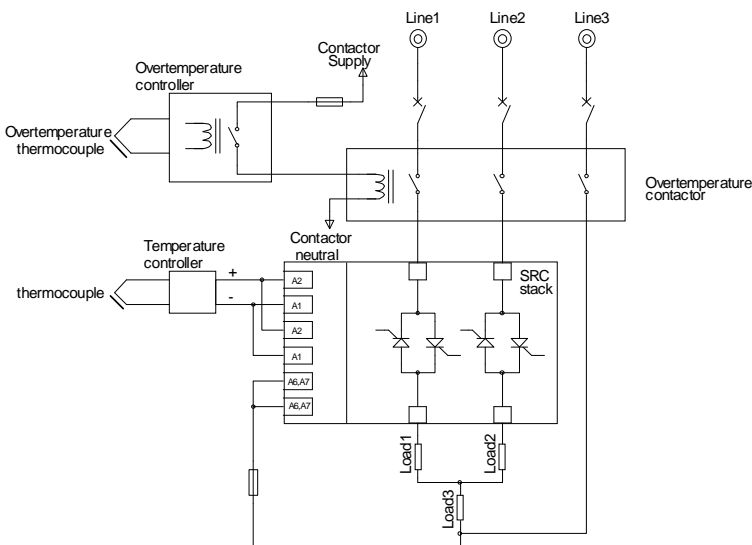 Line1
Line2
Line3
Contactor
Supply
Overtemperature
controller
Overtemperature
thermocouple
Overtemperature
contactor
Contactor
neutral
Temperature
controller
thermocouple
+
-
A2
A1
A2
A1
A6,A7
A6,A7
SRC
stack
Load1
Load2
Load3